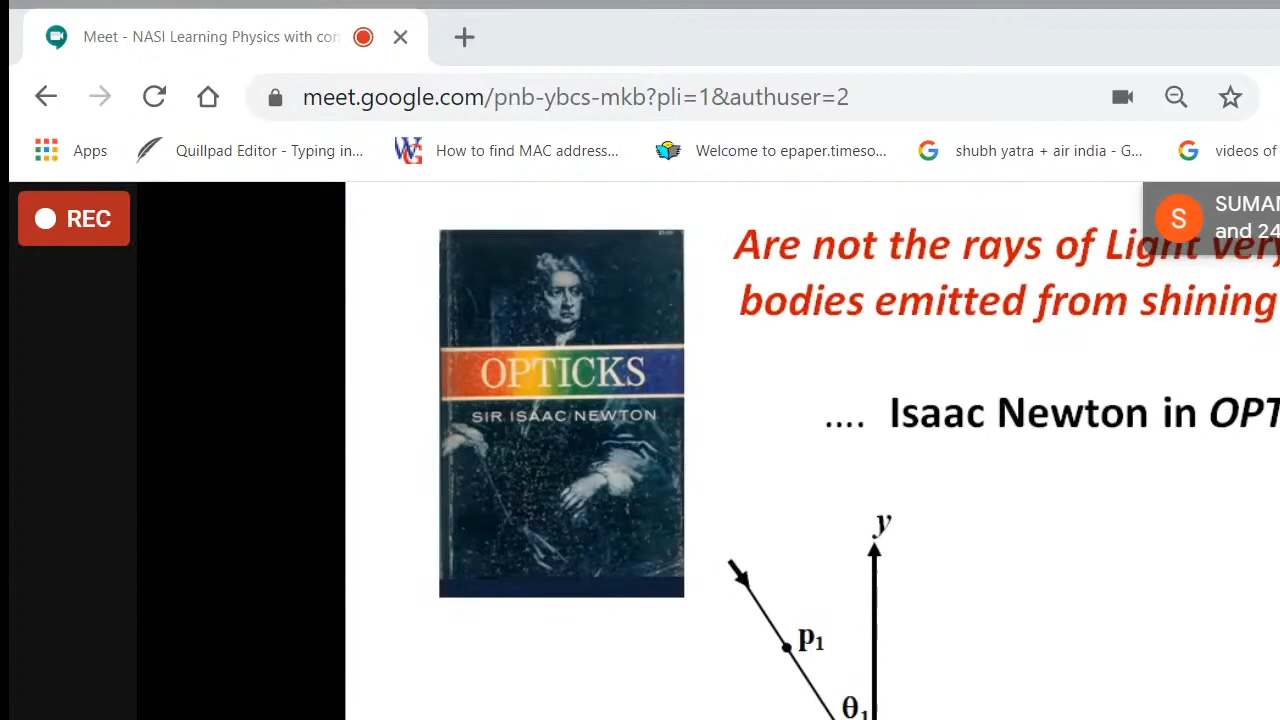 Meet - NASI Learning Physics with con
meet.google.com/pnb-ybcs-mkb?pli=1&authuser=2
Apps Quillpad Editor - Typing in... How to find MAC address... Welcome to epaper.timeso... shubh yatra + air india - G... videos of
REC
S SUMAN
and 24
Are not the rays of Light very
bodies emitted from shining
OPTICKS
SIR ISAAC NEWTON
.... Isaac Newton in OPT
y
p₁
θ₁